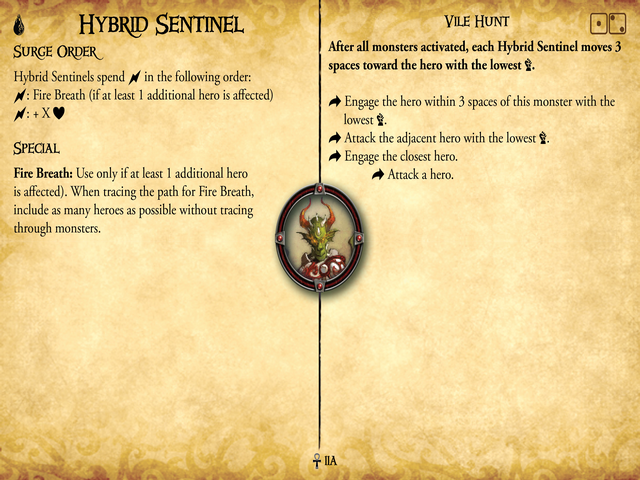 Hybrid Sentinel
Surge Order
Hybrid Sentinels spend in the following order:
: Fire Breath (if at least 1 additional hero is affected)
: + X
Special
Fire Breath: Use only if at least 1 additional hero
is affected). When tracing the path for Fire Breath,
include as many heroes as possible without tracing
through monsters.
Vile Hunt
After all monsters activated, each Hybrid Sentinel moves 3
spaces toward the hero with the lowest .
Engage the hero within 3 spaces of this monster with the
lowest .
Attack the adjacent hero with the lowest .
Engage the closest hero.
Attack a hero.
IIA